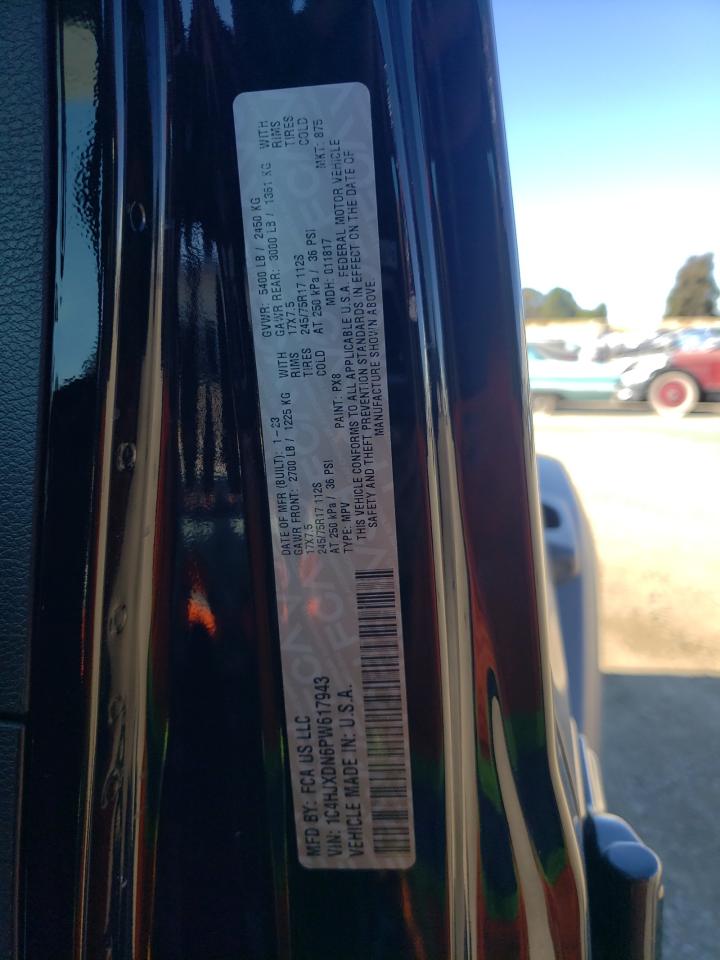 MFD BY: FCA US LLC
VIN: 1C4HJXDN6PW617943
VEHICLE MADE IN: U.S.A.
DATE OF MFR (BUILT): 1-23 GVWR: 5400 LB / 2450 KG
GAWR FRONT: 2700 LB / 1225 KG WITH GAWR REAR: 3000 LB / 1361 KG WITH
17X7.5 RIMS 17X7.5 RIMS
245/75R17 112S TIRES 245/75R17 112S TIRES
AT 250 kPa / 36 PSI COLD AT 250 kPa / 36 PSI COLD
TYPE: MPV PAINT: PX8 MDH: 011817 MKT: 875
THIS VEHICLE CONFORMS TO ALL APPLICABLE U.S.A. FEDERAL MOTOR VEHICLE
SAFETY AND THEFT PREVENTION STANDARDS IN EFFECT ON THE DATE OF
MANUFACTURE SHOWN ABOVE.